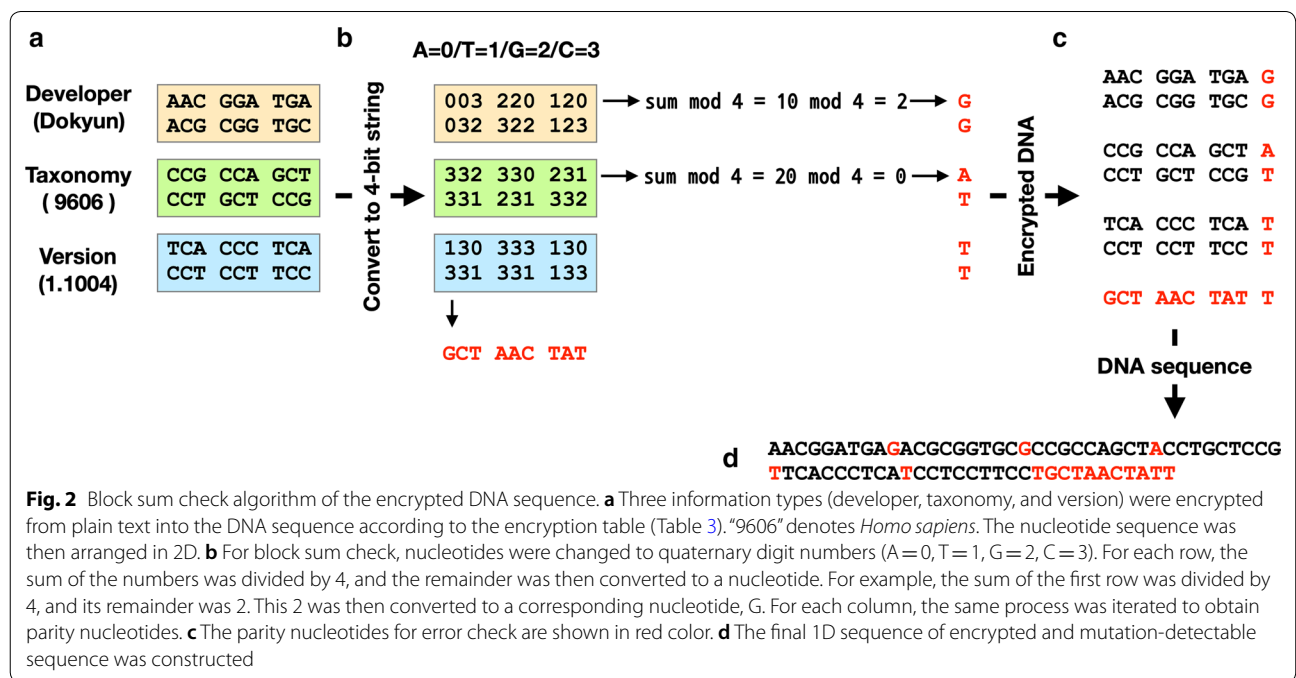 a
b
c
A=0/T=1/G=2/C=3
Developer
(Dokyun)
AAC GGA TGA
ACG CGG TGC
Convert to 4-bit string
003 220 120
032 322 123
sum mod 4 = 10 mod 4 = 2
G
G
Encrypted DNA
AAC GGA TGA G
ACG CGG TGC G
Taxonomy
( 9606 )
CCG CCA GCT
CCT GCT CCG
332 330 231
331 231 332
sum mod 4 = 20 mod 4 = 0
A
T
CCG CCA GCT A
CCT GCT CCG T
Version
(1.1004)
TCA CCC TCA
CCT CCT TCC
130 333 130
331 331 133
T
T
TCA CCC TCA T
CCT CCT TCC T
GCT AAC TAT
GCT AAC TAT T
DNA sequence
d
AACGGATGAGACGCGGTGCGCCGCCAGCTACCTGCTCCG
TTCACCCTCATCCTCCTTCCTGCTAACTATT
Fig. 2 Block sum check algorithm of the encrypted DNA sequence. a Three information types (developer, taxonomy, and version) were encrypted
from plain text into the DNA sequence according to the encryption table (Table 3). “9606” denotes Homo sapiens. The nucleotide sequence was
then arranged in 2D. b For block sum check, nucleotides were changed to quaternary digit numbers (A = 0, T = 1, G = 2, C = 3). For each row, the
sum of the numbers was divided by 4, and the remainder was then converted to a nucleotide. For example, the sum of the first row was divided by
4, and its remainder was 2. This 2 was then converted to a corresponding nucleotide, G. For each column, the same process was iterated to obtain
parity nucleotides. c The parity nucleotides for error check are shown in red color. d The final 1D sequence of encrypted and mutation-detectable
sequence was constructed